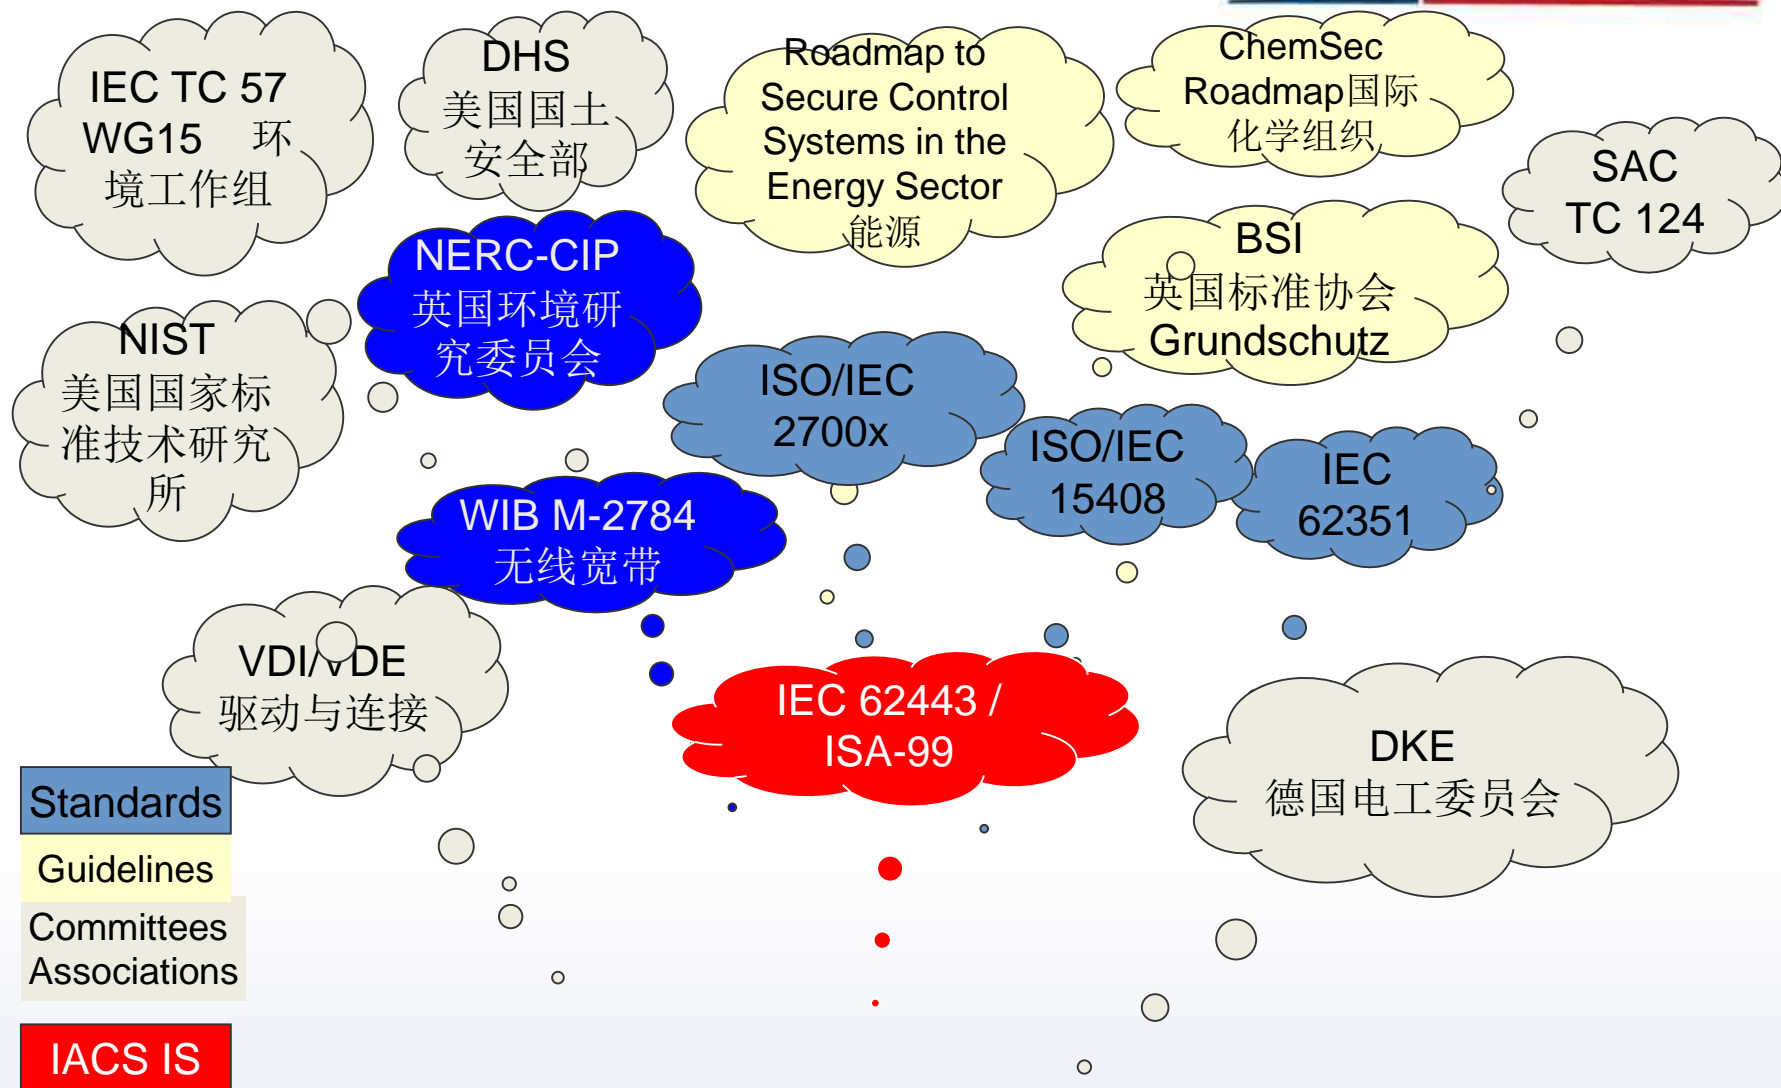 IEC TC 57
WG15 环
境工作组
DHS
美国国土
安全部
Roadmap to
Secure Control
Systems in the
Energy Sector
能源
ChemSec
Roadmap国际
化学组织
SAC
TC 124
NERC-CIP
英国环境研
究委员会
BSI
英国标准协会
Grundschutz
NIST
美国国家标
准技术研究
所
ISO/IEC
2700x
ISO/IEC
15408
IEC
62351
WIB M-2784
无线宽带
VDI/VDE
驱动与连接
IEC 62443 /
ISA-99
DKE
德国电工委员会
Standards
Guidelines
Committees
Associations
IACS IS